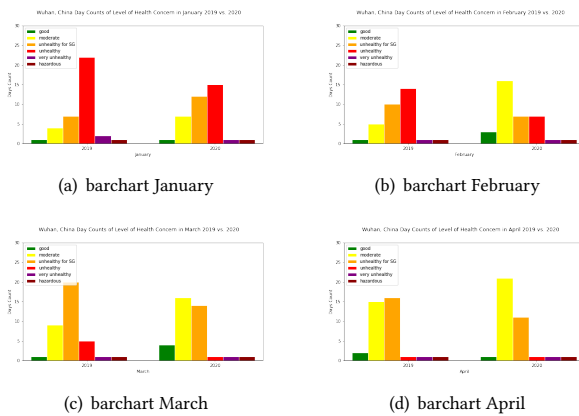 Wuhan, China Day Counts of Level of Health Concern in January 2019 vs. 2020
30
25
20
15
10
5
0
Days Count
good
moderate
unhealthy for SG
unhealthy
very unhealthy
hazardous
2019
2020
January
(a) barchart January
Wuhan, China Day Counts of Level of Health Concern in February 2019 vs. 2020
30
25
20
15
10
5
0
Days Count
good
moderate
unhealthy for SG
unhealthy
very unhealthy
hazardous
2019
2020
February
(b) barchart February
Wuhan, China Day Counts of Level of Health Concern in March 2019 vs. 2020
30
25
20
15
10
5
0
Days Count
good
moderate
unhealthy for SG
unhealthy
very unhealthy
hazardous
2019
2020
March
(c) barchart March
Wuhan, China Day Counts of Level of Health Concern in April 2019 vs. 2020
30
25
20
15
10
5
0
Days Count
good
moderate
unhealthy for SG
unhealthy
very unhealthy
hazardous
2019
2020
April
(d) barchart April